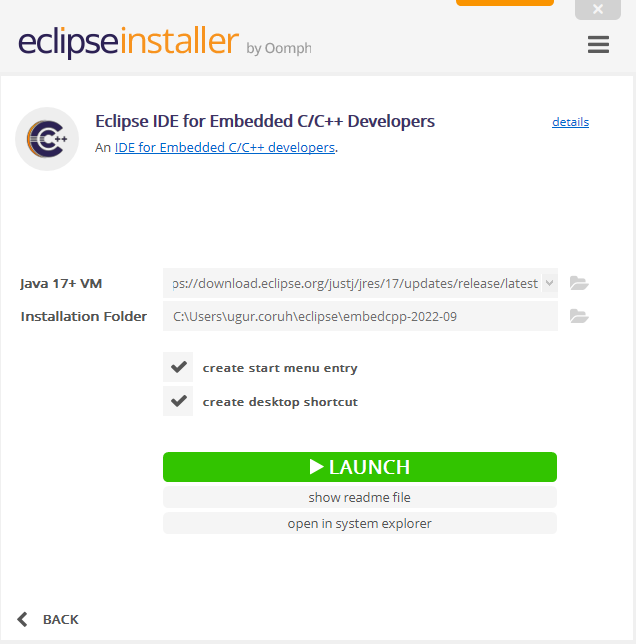 eclipseinstaller by Oomph
Eclipse IDE for Embedded C/C++ Developers
details
An IDE for Embedded C/C++ developers.
Java 17+ VM
ps://download.eclipse.org/justj/jres/17/updates/release/latest
Installation Folder
C:\Users\ugur.coruh\eclipse\embedcpp-2022-09
create start menu entry
create desktop shortcut
LAUNCH
show readme file
open in system explorer
BACK